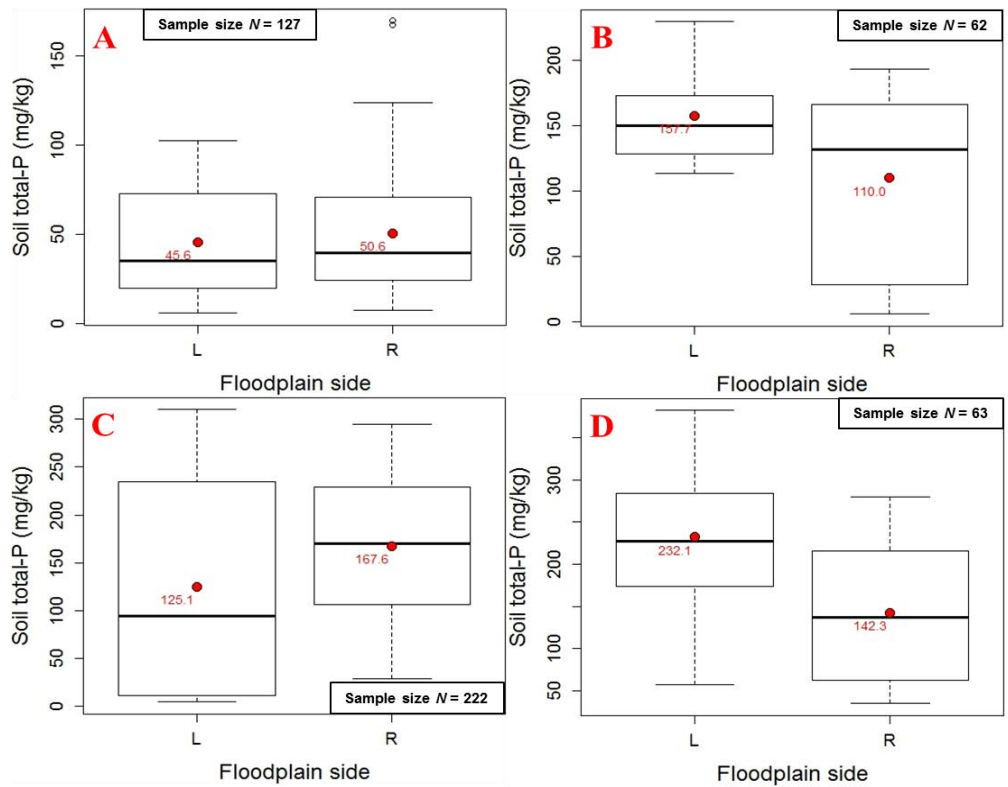 A
Sample size N = 127
Soil total-P (mg/kg)
150
100
50
0
45.6
50.6
L
R
Floodplain side
B
Sample size N = 62
Soil total-P (mg/kg)
200
150
100
50
0
157.7
110.0
L
R
Floodplain side
C
Soil total-P (mg/kg)
300
250
200
150
100
50
0
125.1
167.6
Sample size N = 222
L
R
Floodplain side
D
Sample size N = 63
Soil total-P (mg/kg)
300
200
100
50
232.1
142.3
L
R
Floodplain side